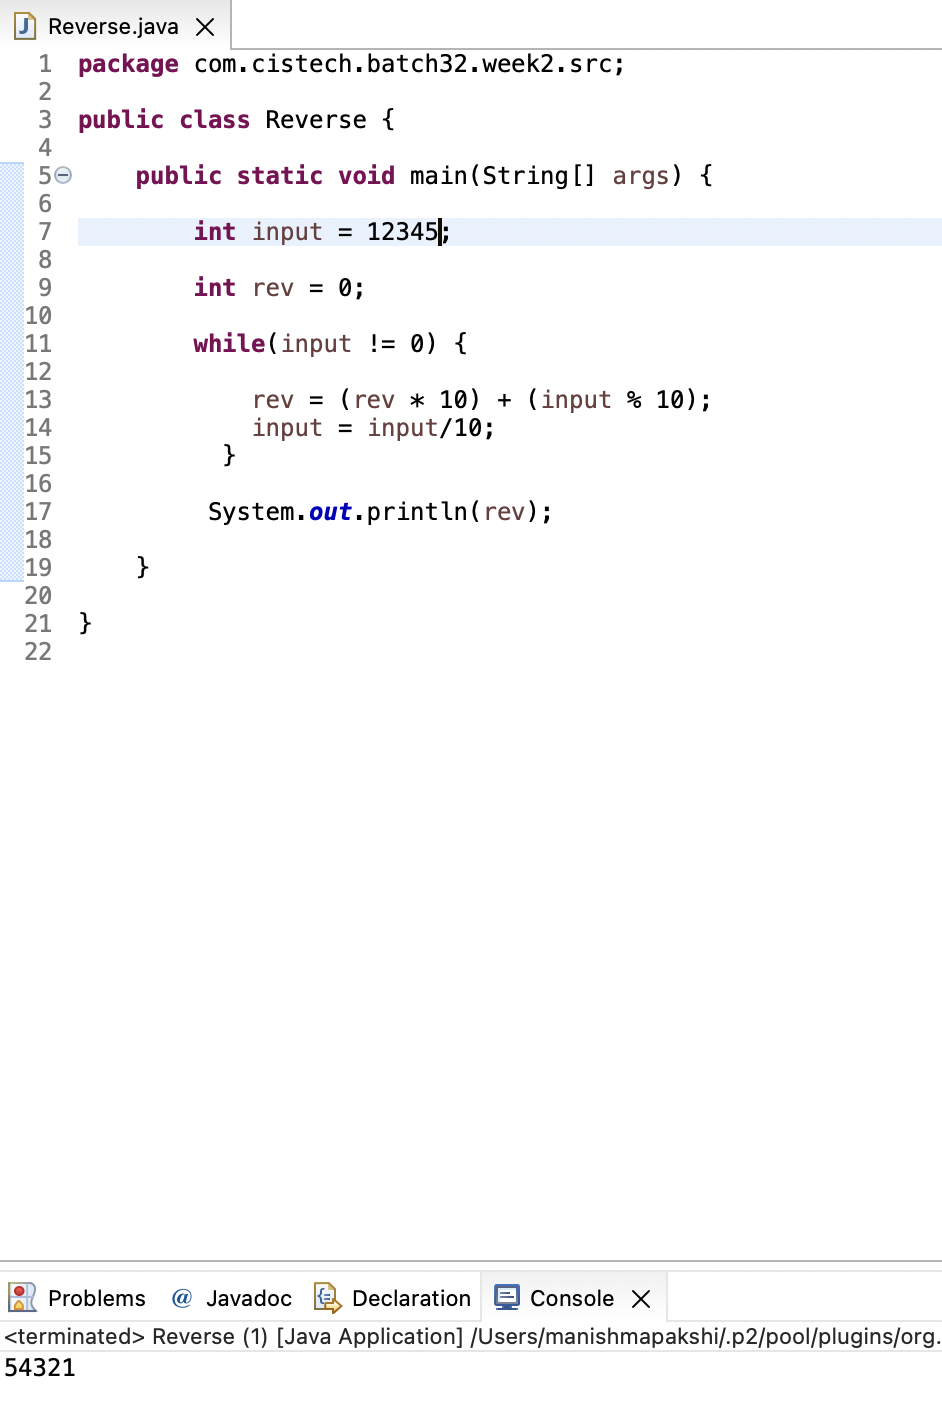 Reverse.java
1 package com.cistech.batch32.week2.src;
2
3 public class Reverse {
4
5 public static void main(String[] args) {
6
7 int input = 12345;
8
9 int rev = 0;
10
11 while(input != 0) {
12
13 rev = (rev * 10) + (input % 10);
14 input = input/10;
15 }
16
17 System.out.println(rev);
18
19 }
20
21 }
22
Problems @ Javadoc Declaration Console
<terminated> Reverse (1) [Java Application] /Users/manishmapakshi/.p2/pool/plugins/org.
54321